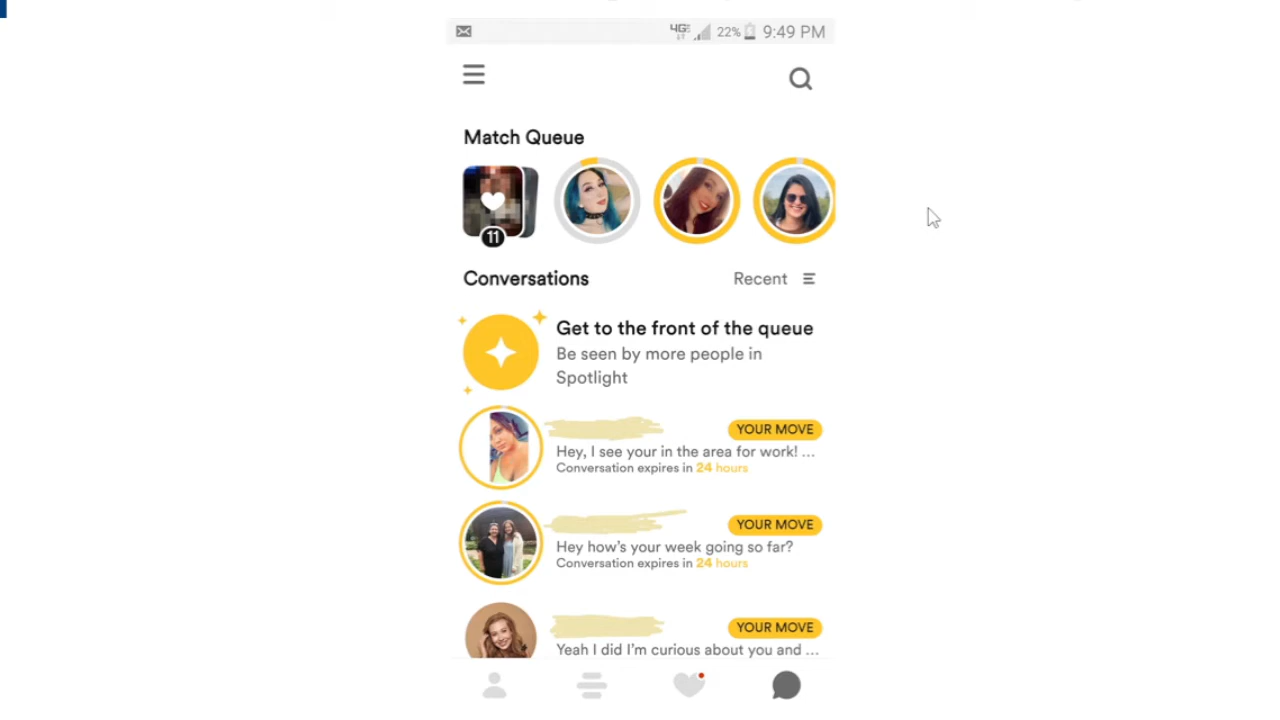 4G 22% 9:49 PM
Match Queue
11
Conversations Recent
Get to the front of the queue
Be seen by more people in
Spotlight
YOUR MOVE
Hey, I see your in the area for work! ...
Conversation expires in 24 hours
YOUR MOVE
Hey how's your week going so far?
Conversation expires in 24 hours
YOUR MOVE
Yeah I did I'm curious about you and ...